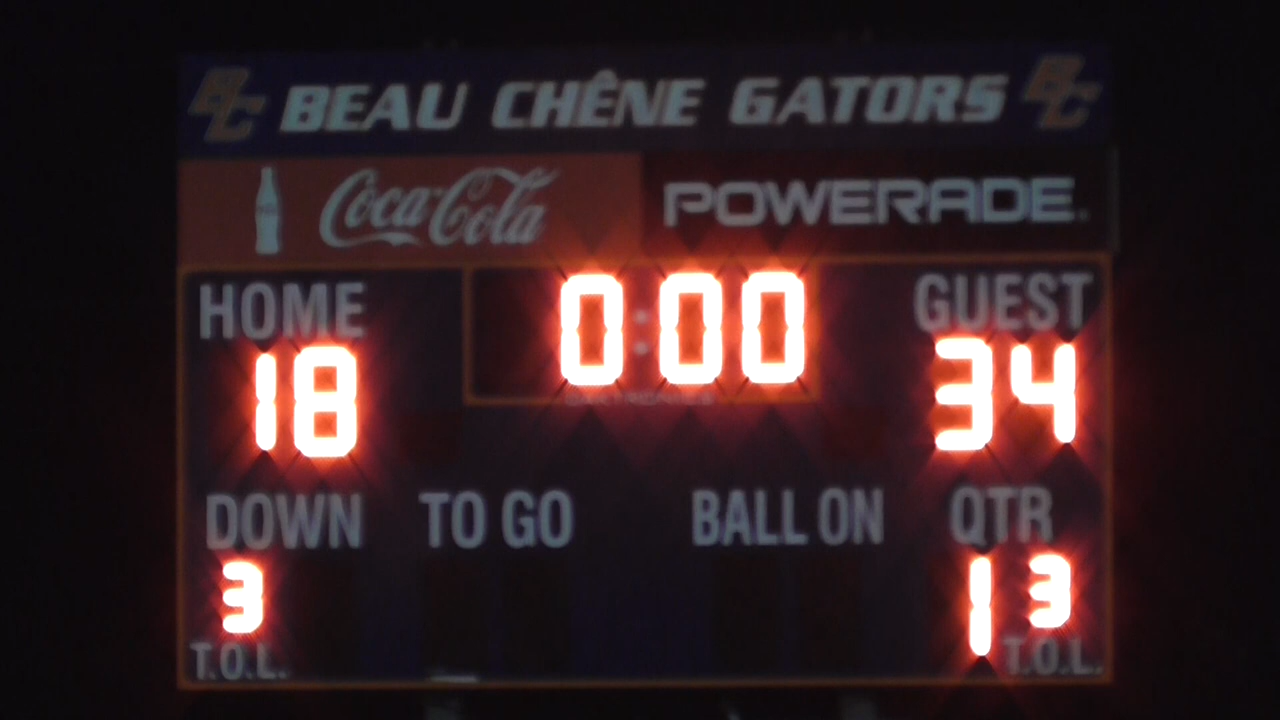 BC BEAU CHÊNE GATORS BC
Coca-Cola POWERADE
HOME 0:00 GUEST
18 34
DAKTRONICS
DOWN TO GO BALL ON QTR
3 1 3
T.O.L. T.O.L.